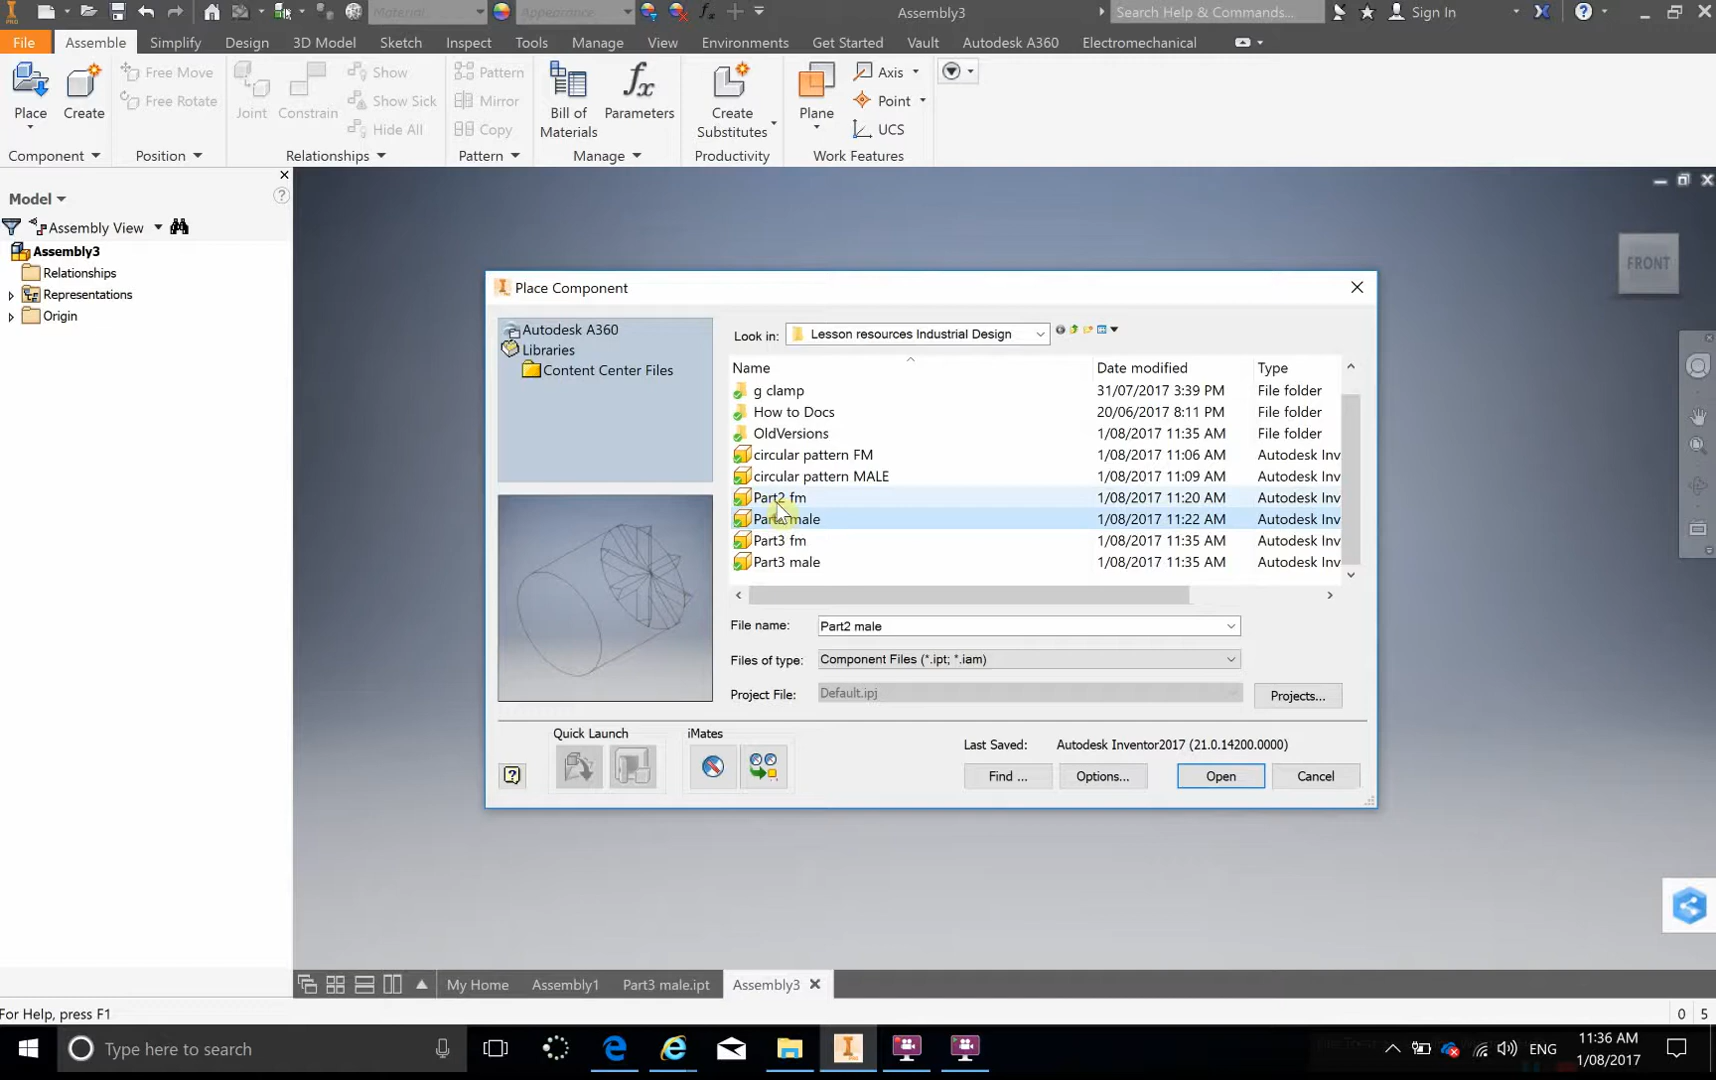 PRO
Material
Appearance
Assembly3
Search Help & Commands...
Sign In
File
Assemble
Simplify
Design
3D Model
Sketch
Inspect
Tools
Manage
View
Environments
Get Started
Vault
Autodesk A360
Electromechanical
Place
Create
Free Move
Free Rotate
Joint
Constrain
Show
Show Sick
Hide All
Pattern
Mirror
Copy
Bill of
Materials
Parameters
Create
Substitutes
Plane
Axis
Point
UCS
Component
Position
Relationships
Pattern
Manage
Productivity
Work Features
Model
Assembly View
Assembly3
Relationships
Representations
Origin
FRONT
Place Component
Autodesk A360
Libraries
Content Center Files
Look in:
Lesson resources Industrial Design
Name Date modified Type
g clamp 31/07/2017 3:39 PM File folder
How to Docs 20/06/2017 8:11 PM File folder
OldVersions 1/08/2017 11:35 AM File folder
circular pattern FM 1/08/2017 11:06 AM Autodesk Inv
circular pattern MALE 1/08/2017 11:09 AM Autodesk Inv
Part2 fm 1/08/2017 11:20 AM Autodesk Inv
Part2 male 1/08/2017 11:22 AM Autodesk Inv
Part3 fm 1/08/2017 11:35 AM Autodesk Inv
Part3 male 1/08/2017 11:35 AM Autodesk Inv
File name: Part2 male
Files of type: Component Files (*.ipt; *.iam)
Project File: Default.ipj
Projects...
Quick Launch
iMates
Last Saved: Autodesk Inventor2017 (21.0.14200.0000)
Find ...
Options...
Open
Cancel
My Home
Assembly1
Part3 male.ipt
Assembly3
For Help, press F1
0 5
Type here to search
ENG
11:36 AM
1/08/2017